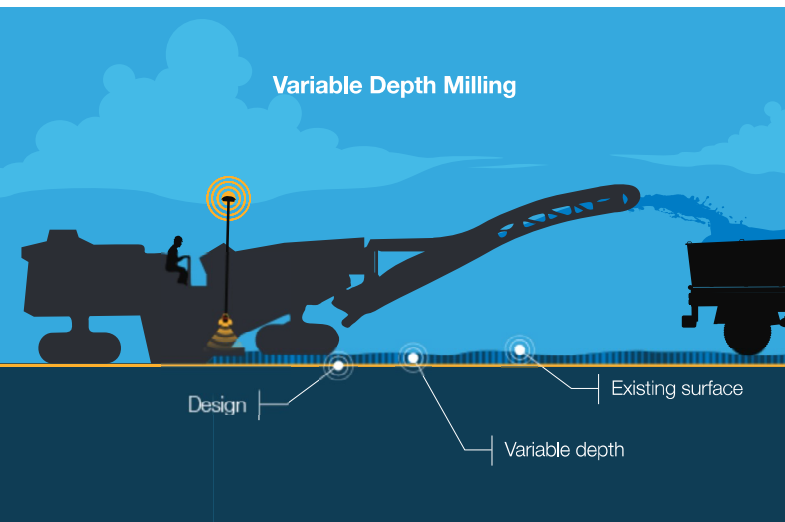 Variable Depth Milling
Design
Existing surface
Variable depth